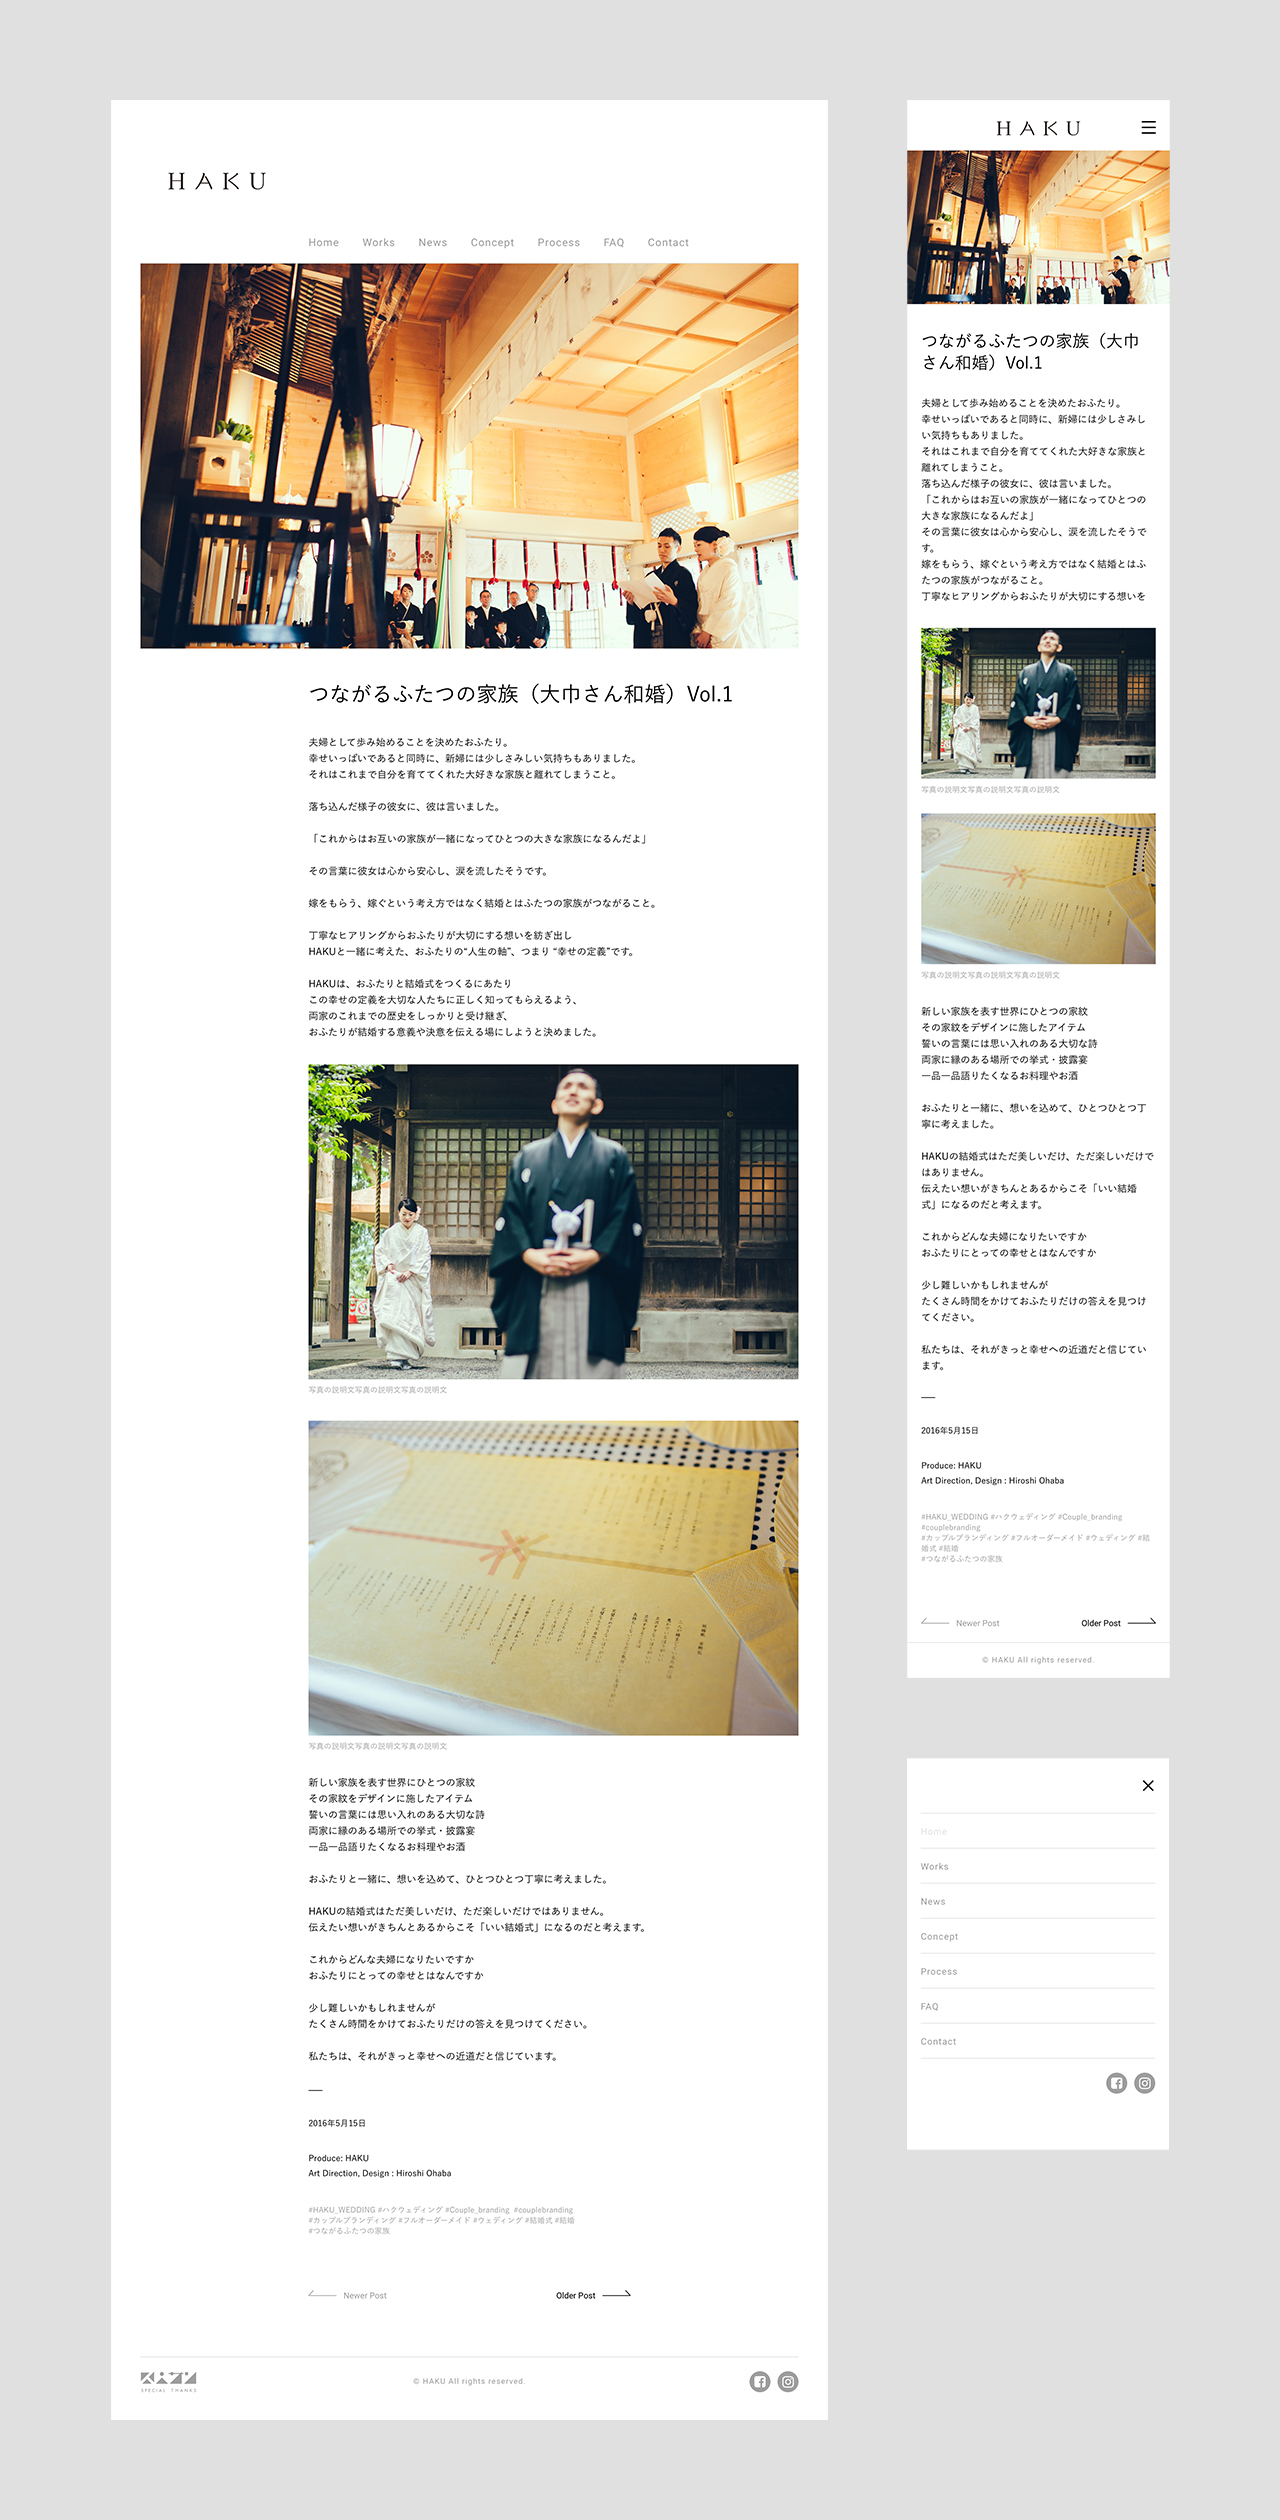 HAKU
Home Works News Concept Process FAQ Contact
つながるふたつの家族（大巾さん和婚）Vol.1
夫婦として歩み始めることを決めたおふたり。
幸せいっぱいであると同時に、新婦には少しさみしい気持ちもありました。
それはこれまで自分を育ててくれた大好きな家族と離れてしまうこと。
落ち込んだ様子の彼女に、彼は言いました。
「これからはお互いの家族が一緒になってひとつの大きな家族になるんだよ」
その言葉に彼女は心から安心し、涙を流したそうです。
嫁をもらう、嫁ぐという考え方ではなく結婚とはふたつの家族がつながること。
丁寧なヒアリングからおふたりが大切にする想いを紡ぎ出し
HAKUと一緒に考えた、おふたりの“人生の軸”、つまり “幸せの定義”です。
HAKUは、おふたりと結婚式をつくるにあたり
この幸せの定義を大切な人たちに正しく知ってもらえるよう、
両家のこれまでの歴史をしっかりと受け継ぎ、
おふたりが結婚する意義や決意を伝える場にしようと決めました。
写真の説明文写真の説明文写真の説明文
写真の説明文写真の説明文写真の説明文
新しい家族を表す世界にひとつの家紋
その家紋をデザインに施したアイテム
誓いの言葉には思い入れのある大切な詩
両家に縁のある場所での挙式・披露宴
一品一品語りたくなるお料理やお酒
おふたりと一緒に、想いを込めて、ひとつひとつ丁寧に考えました。
HAKUの結婚式はただ美しいだけ、ただ楽しいだけではありません。
伝えたい想いがきちんとあるからこそ「いい結婚式」になるのだと考えます。
これからどんな夫婦になりたいですか
おふたりにとっての幸せとはなんですか
少し難しいかもしれませんが
たくさん時間をかけておふたりだけの答えを見つけてください。
私たちは、それがきっと幸せへの近道だと信じています。
2016年5月15日
Produce: HAKU
Art Direction, Design : Hiroshi Ohaba
#HAKU_WEDDING #ハクウェディング #Couple_branding #couplebranding
#カップルブランディング #フルオーダーメイド #ウェディング #結婚式 #結婚
#つながるふたつの家族
Newer Post Older Post
SPECIAL THANKS
© HAKU All rights reserved.
HAKU
つながるふたつの家族（大巾
さん和婚）Vol.1
夫婦として歩み始めることを決めたおふたり。
幸せいっぱいであると同時に、新婦には少しさみし
い気持ちもありました。
それはこれまで自分を育ててくれた大好きな家族と
離れてしまうこと。
落ち込んだ様子の彼女に、彼は言いました。
「これからはお互いの家族が一緒になってひとつの
大きな家族になるんだよ」
その言葉に彼女は心から安心し、涙を流したそうで
す。
嫁をもらう、嫁ぐという考え方ではなく結婚とはふ
たつの家族がつながること。
丁寧なヒアリングからおふたりが大切にする想いを
写真の説明文写真の説明文写真の説明文
写真の説明文写真の説明文写真の説明文
新しい家族を表す世界にひとつの家紋
その家紋をデザインに施したアイテム
誓いの言葉には思い入れのある大切な詩
両家に縁のある場所での挙式・披露宴
一品一品語りたくなるお料理やお酒
おふたりと一緒に、想いを込めて、ひとつひとつ丁
寧に考えました。
HAKUの結婚式はただ美しいだけ、ただ楽しいだけで
はありません。
伝えたい想いがきちんとあるからこそ「いい結婚
式」になるのだと考えます。
これからどんな夫婦になりたいですか
おふたりにとっての幸せとはなんですか
少し難しいかもしれませんが
たくさん時間をかけておふたりだけの答えを見つけ
てください。
私たちは、それがきっと幸せへの近道だと信じてい
ます。
2016年5月15日
Produce: HAKU
Art Direction, Design : Hiroshi Ohaba
#HAKU_WEDDING #ハクウェディング #Couple_branding
#couplebranding
#カップルブランディング #フルオーダーメイド #ウェディング #結
婚式 #結婚
#つながるふたつの家族
Newer Post Older Post
© HAKU All rights reserved.
Home
Works
News
Concept
Process
FAQ
Contact